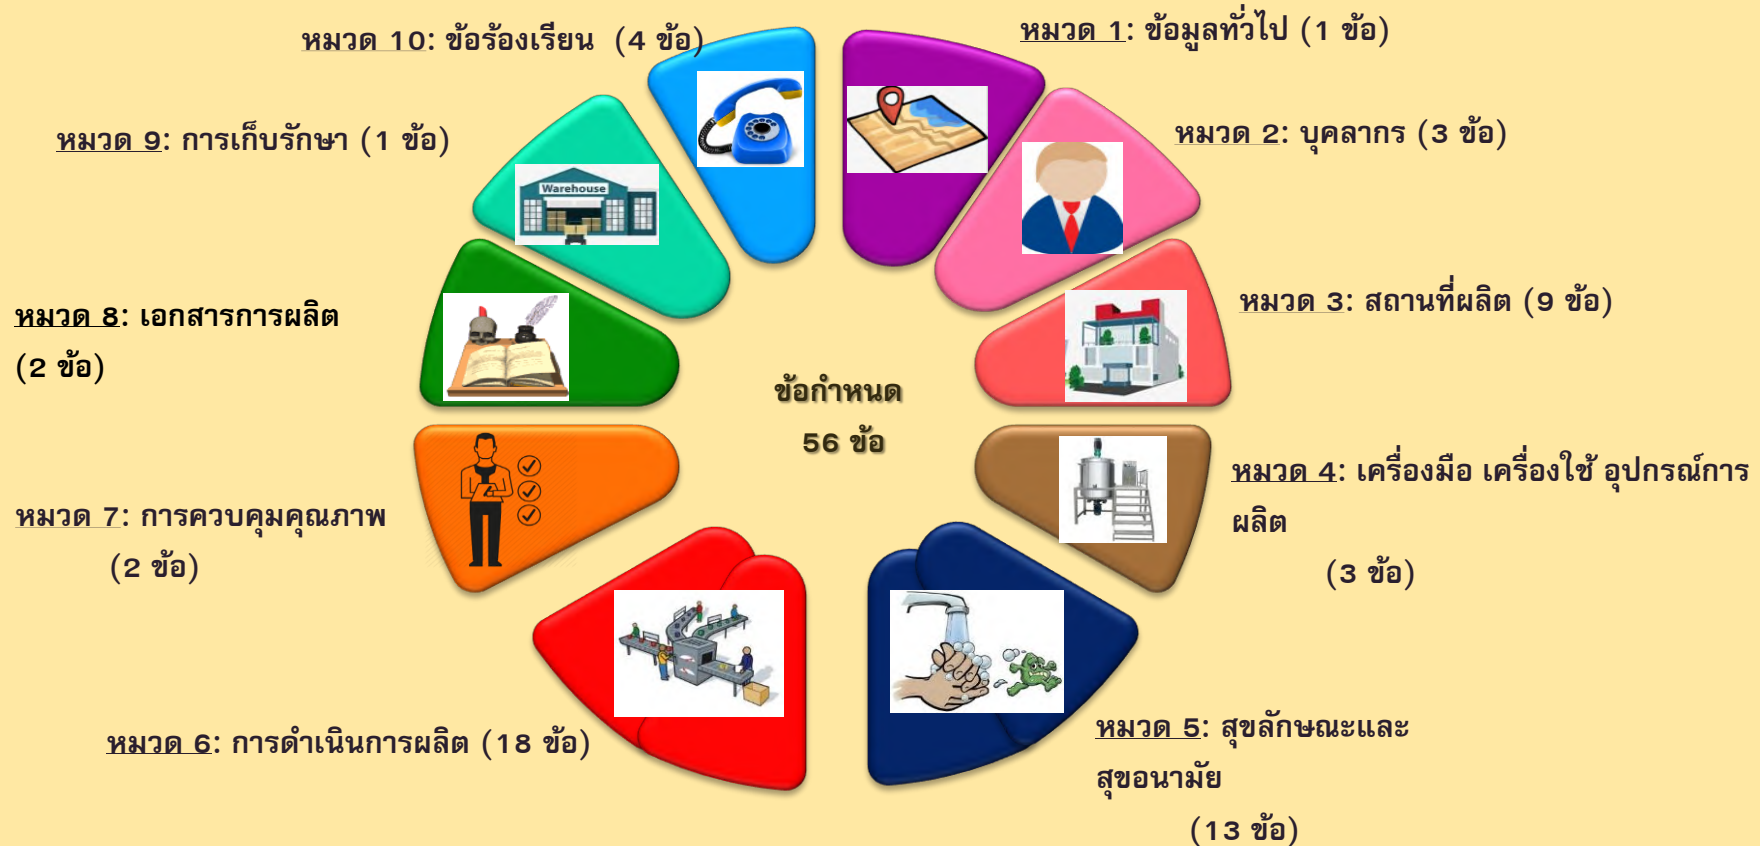 หมวด 1: ข้อมูลทั่วไป (1 ข้อ)
หมวด 2: บุคลากร (3 ข้อ)
หมวด 3: สถานที่ผลิต (9 ข้อ)
หมวด 4: เครื่องมือ เครื่องใช้ อุปกรณ์การ
ผลิต
(3 ข้อ)
หมวด 5: สุขลักษณะและ
สุขอนามัย
(13 ข้อ)
หมวด 6: การดำเนินการผลิต (18 ข้อ)
หมวด 7: การควบคุมคุณภาพ
(2 ข้อ)
หมวด 8: เอกสารการผลิต
(2 ข้อ)
หมวด 9: การเก็บรักษา (1 ข้อ)
หมวด 10: ข้อร้องเรียน (4 ข้อ)
Warehouse
ข้อกำหนด
56 ข้อ